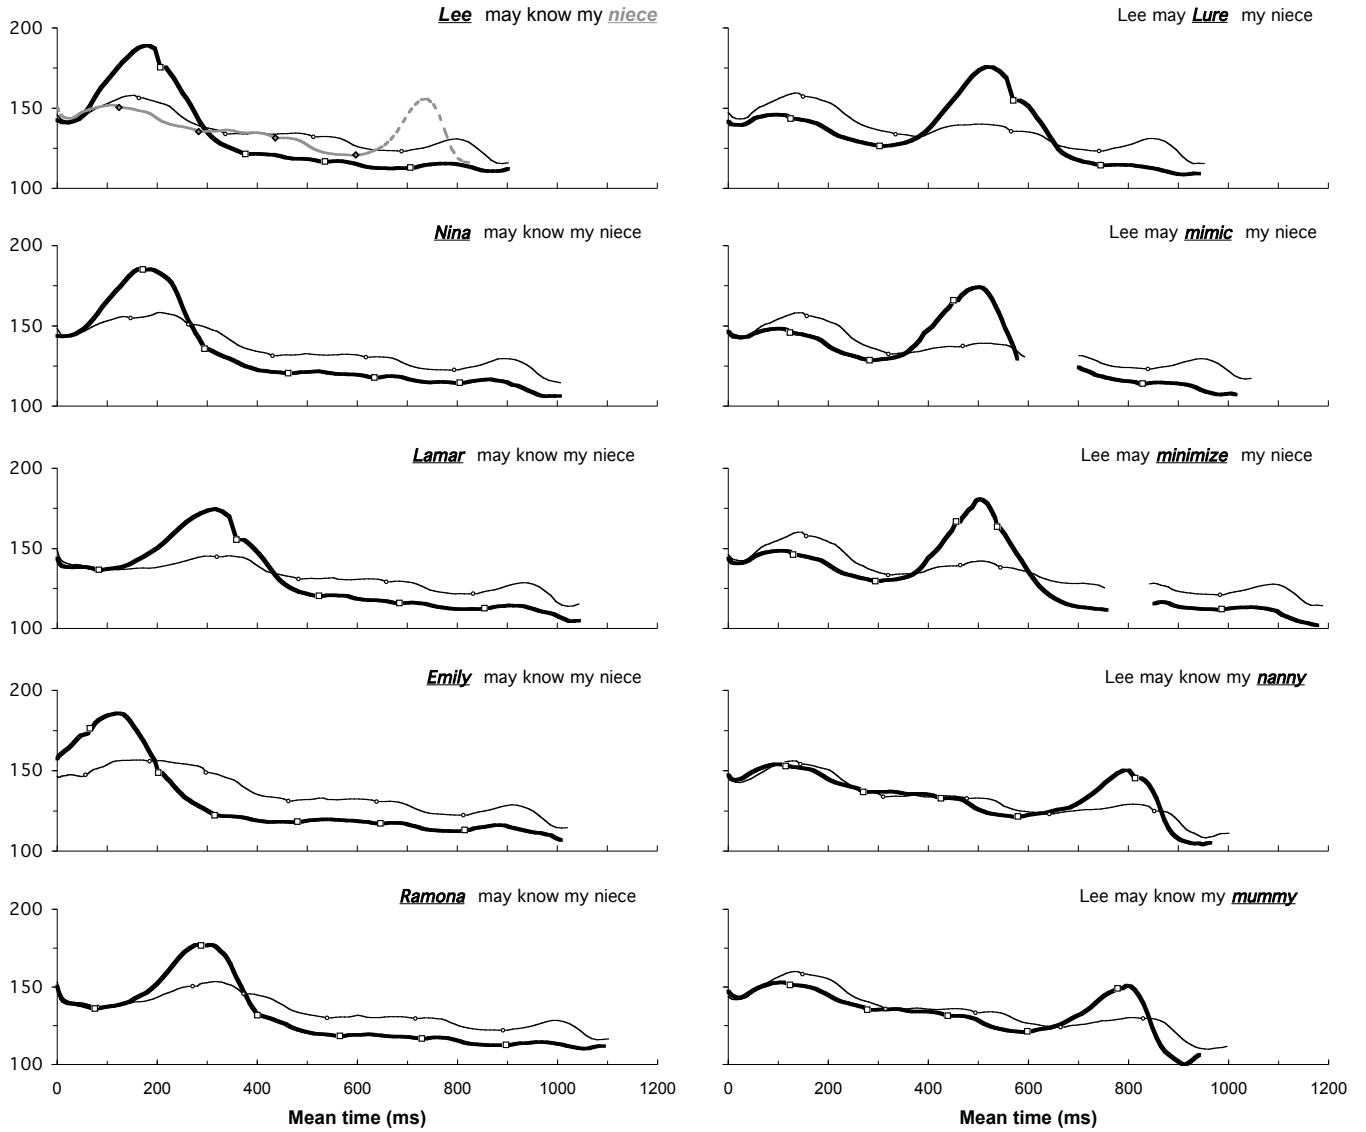 Lee may know my niece
200
150
100
Lee may Lure my niece
Nina may know my niece
200
150
100
Lee may mimic my niece
Lamar may know my niece
200
150
100
Lee may minimize my niece
Emily may know my niece
200
150
100
Lee may know my nanny
Ramona may know my niece
200
150
100
Lee may know my mummy
0 200 400 600 800 1000 1200
Mean time (ms)
0 200 400 600 800 1000 1200
Mean time (ms)